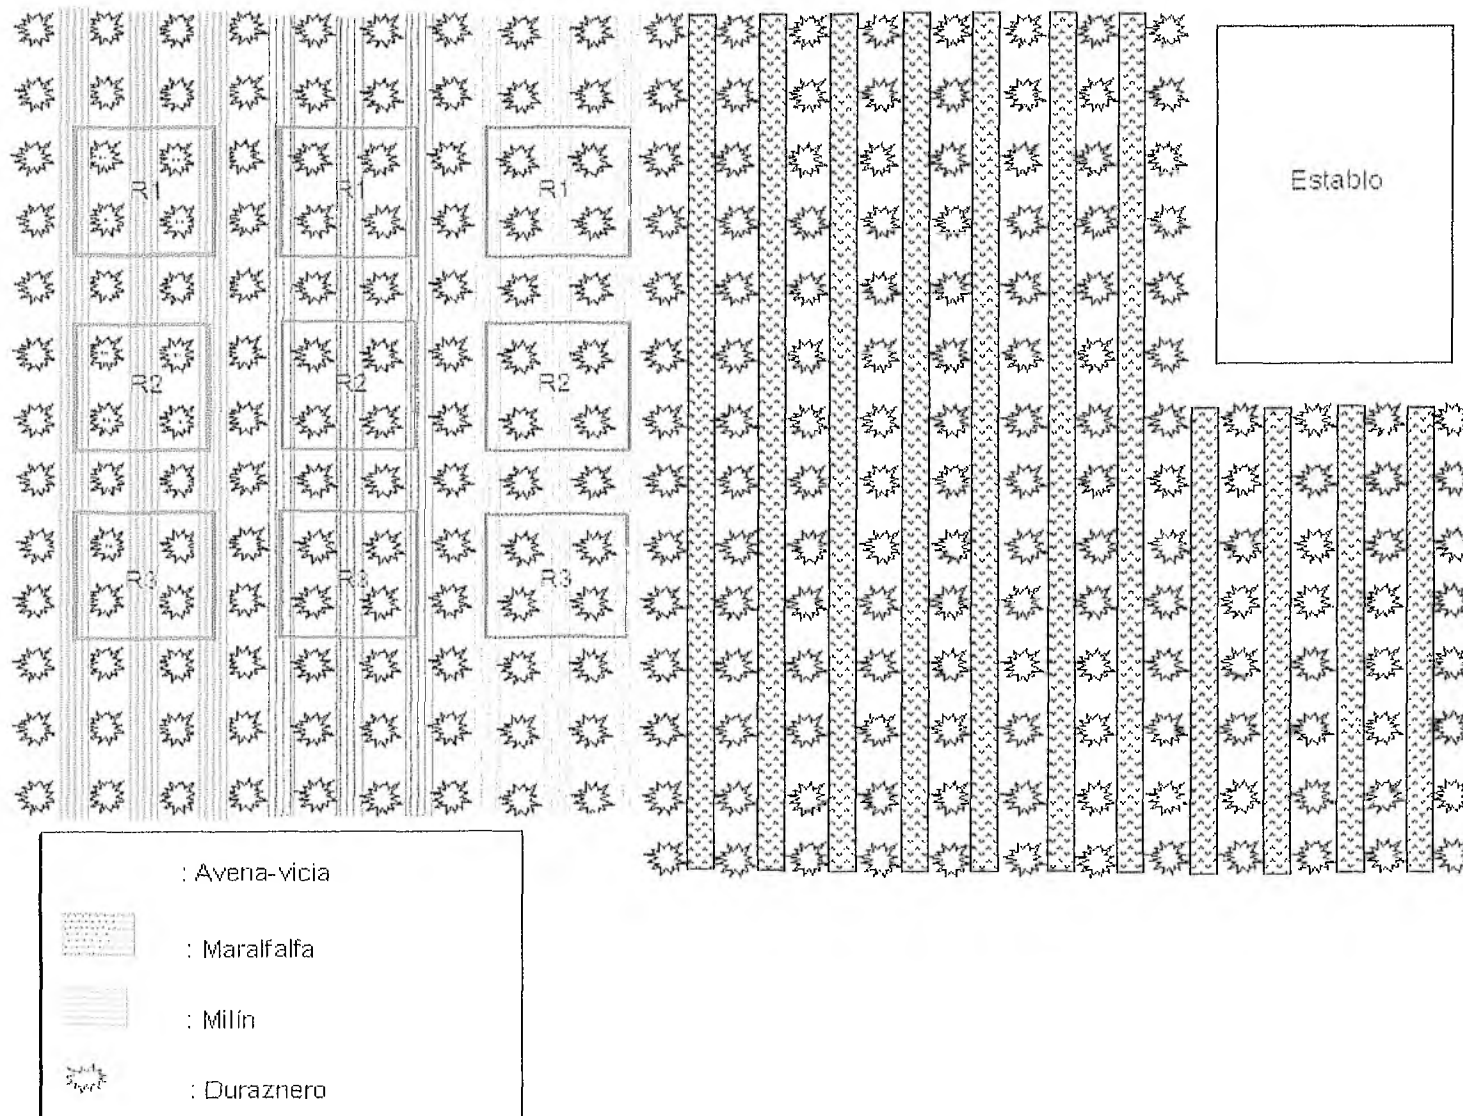 R1 R1 R1
Establo
R2 R2 R2
R3 R3 R3
: Avena-vicia
: Maralfalfa
: Milín
: Duraznero